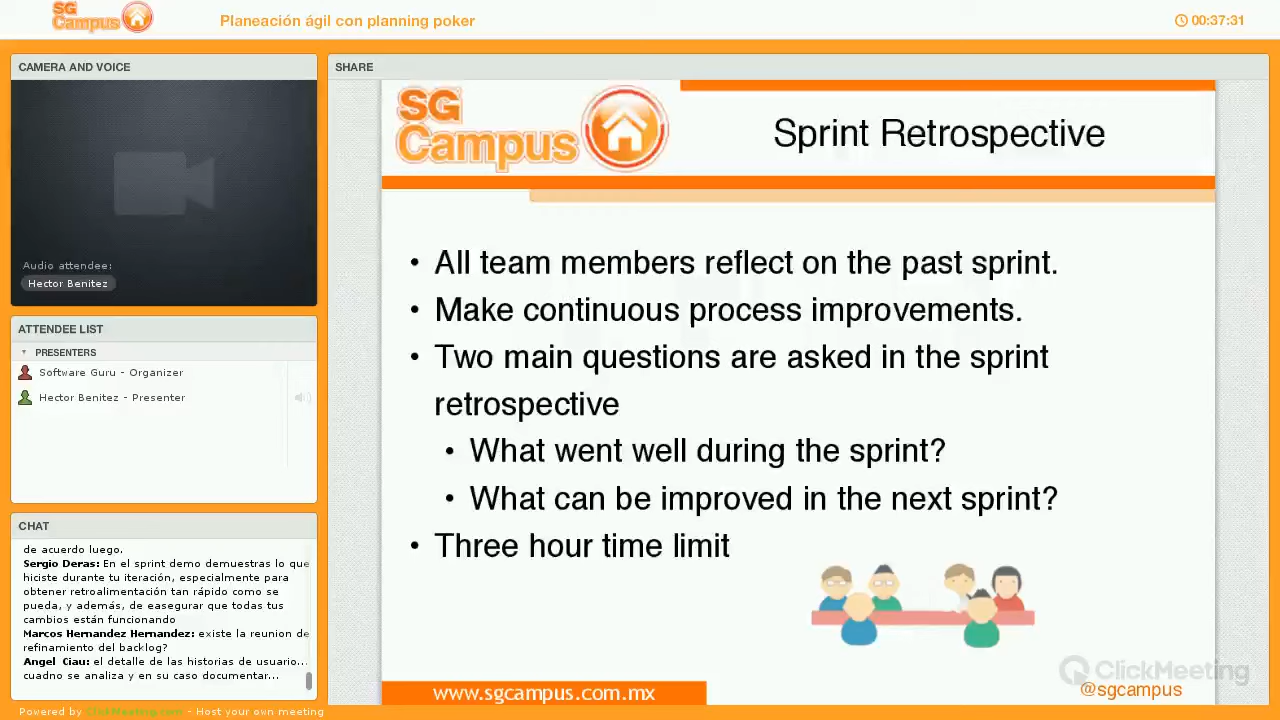 SG Campus
Planeación ágil con planning poker
00:37:31
CAMERA AND VOICE
Audio attendee:
Hector Benitez
ATTENDEE LIST
PRESENTERS
Software Guru - Organizer
Hector Benitez - Presenter
CHAT
de acuerdo luego.
Sergio Deras: En el sprint demo demuestras lo que
hiciste durante tu iteración, especialmente para
obtener retroalimentación tan rápido como se
pueda, y además, de easegurar que todas tus
cambios están funcionando
Marcos Hernandez Hernandez: existe la reunion de
refinamiento del backlog?
Angel Ciau: el detalle de las historias de usuario...
cuadno se analiza y en su caso documentar...
Powered by ClickMeeting.com - Host your own meeting
SHARE
SG
Campus
Sprint Retrospective
• All team members reflect on the past sprint.
• Make continuous process improvements.
• Two main questions are asked in the sprint
retrospective
• What went well during the sprint?
• What can be improved in the next sprint?
• Three hour time limit
www.sgcampus.com.mx
ClickMeeting
@sgcampus